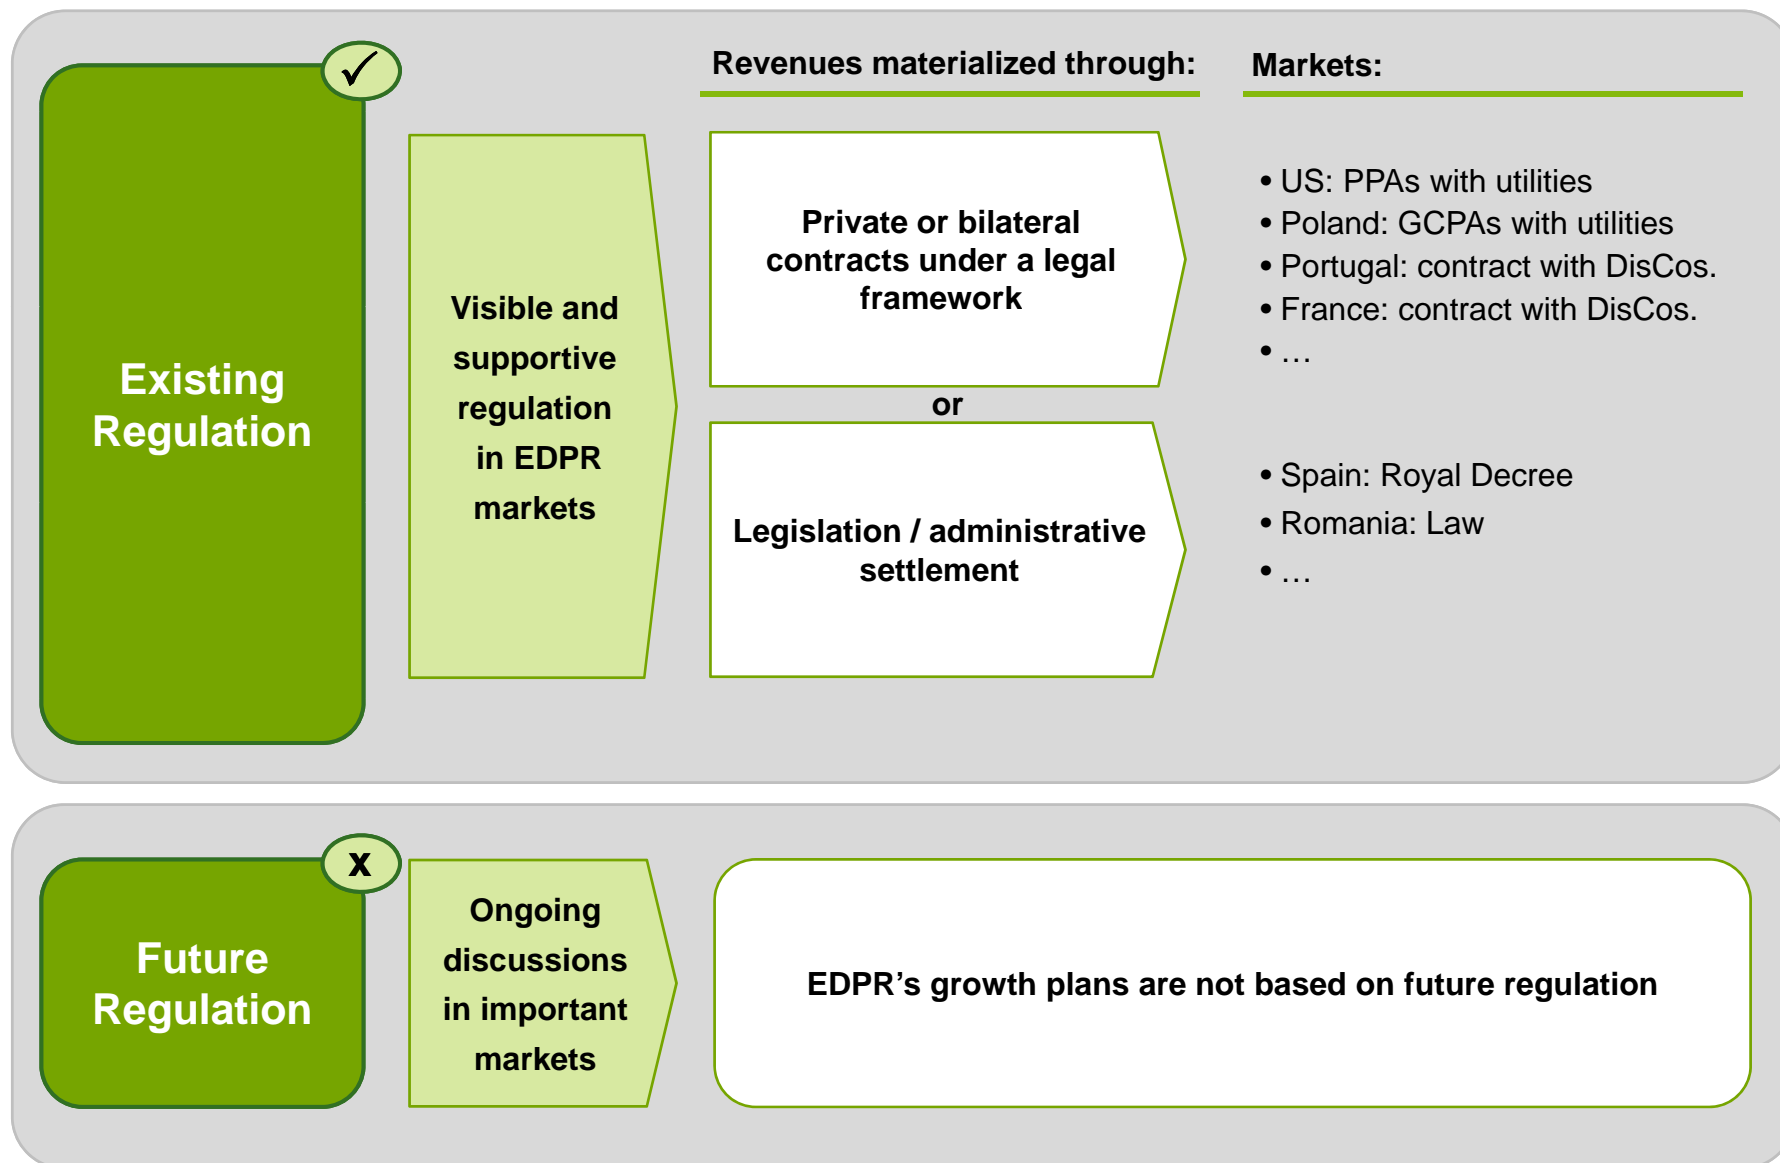 ✓
Revenues materialized through:
Markets:
Existing
Regulation
Visible and
supportive
regulation
in EDPR
markets
Private or bilateral
contracts under a legal
framework
• US: PPAs with utilities
• Poland: GCPAs with utilities
• Portugal: contract with DisCos.
• France: contract with DisCos.
• …
or
Legislation / administrative
settlement
• Spain: Royal Decree
• Romania: Law
• …
x
Future
Regulation
Ongoing
discussions
in important
markets
EDPR’s growth plans are not based on future regulation